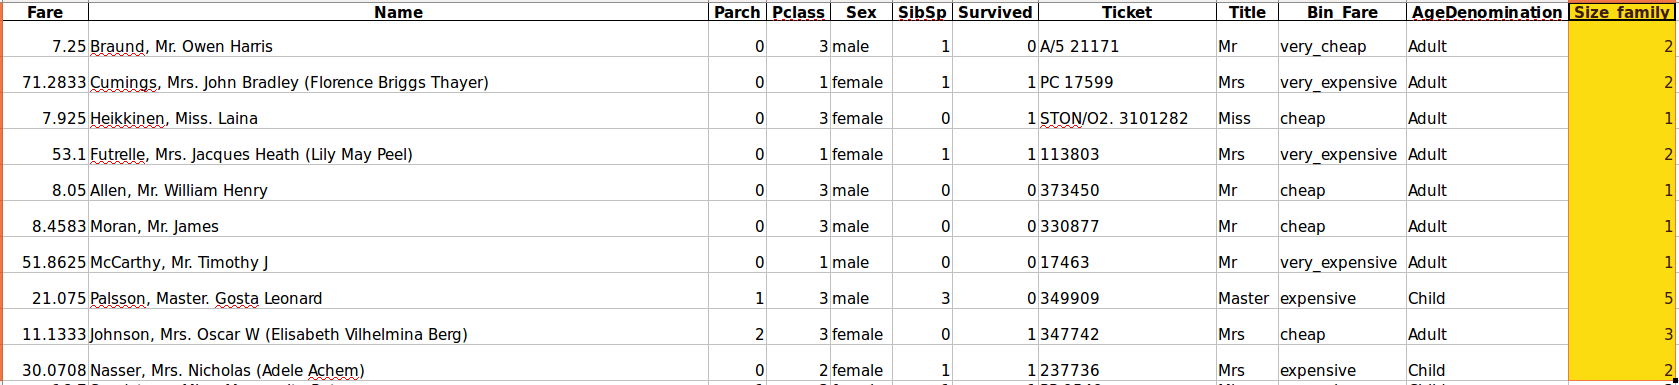 Fare Name Parch Pclass Sex SibSp Survived Ticket Title Bin_Fare AgeDenomination Size_family
7.25 Braund, Mr. Owen Harris 0 3 male 1 0 A/5 21171 Mr very_cheap Adult 2
71.2833 Cumings, Mrs. John Bradley (Florence Briggs Thayer) 0 1 female 1 1 PC 17599 Mrs very_expensive Adult 2
7.925 Heikkinen, Miss. Laina 0 3 female 0 1 STON/O2. 3101282 Miss cheap Adult 1
53.1 Futrelle, Mrs. Jacques Heath (Lily May Peel) 0 1 female 1 1 113803 Mrs very_expensive Adult 2
8.05 Allen, Mr. William Henry 0 3 male 0 0 373450 Mr cheap Adult 1
8.4583 Moran, Mr. James 0 3 male 0 0 330877 Mr cheap Adult 1
51.8625 McCarthy, Mr. Timothy J 0 1 male 0 0 17463 Mr very_expensive Adult 1
21.075 Palsson, Master. Gosta Leonard 1 3 male 3 0 349909 Master expensive Child 5
11.1333 Johnson, Mrs. Oscar W (Elisabeth Vilhelmina Berg) 2 3 female 0 1 347742 Mrs cheap Adult 3
30.0708 Nasser, Mrs. Nicholas (Adele Achem) 0 2 female 1 1 237736 Mrs expensive Child 2